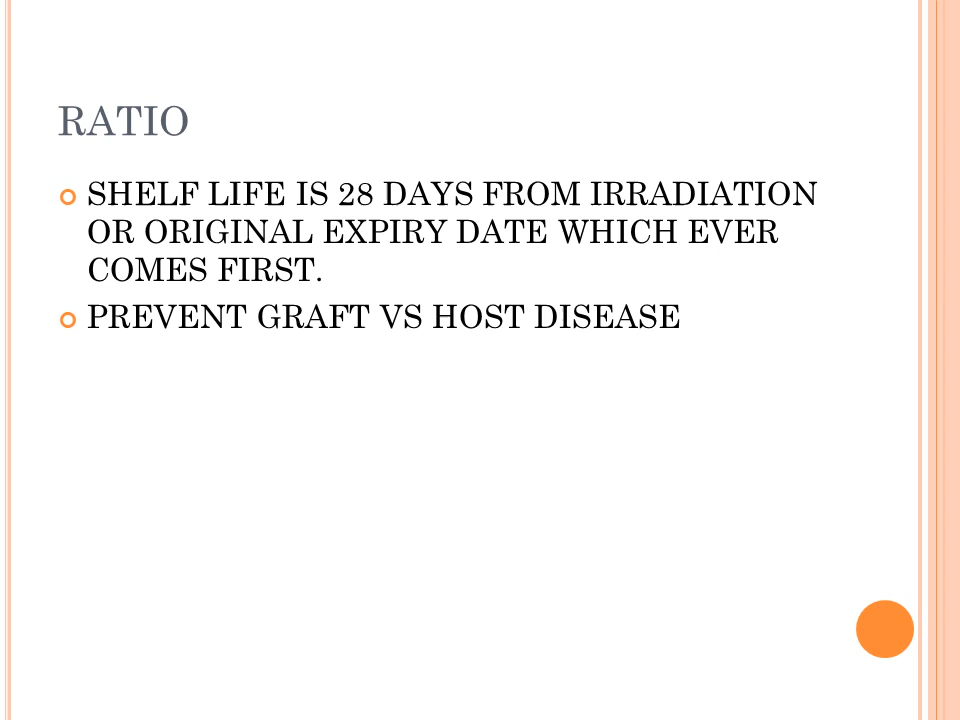 RATIO
SHELF LIFE IS 28 DAYS FROM IRRADIATION
OR ORIGINAL EXPIRY DATE WHICH EVER
COMES FIRST.
PREVENT GRAFT VS HOST DISEASE